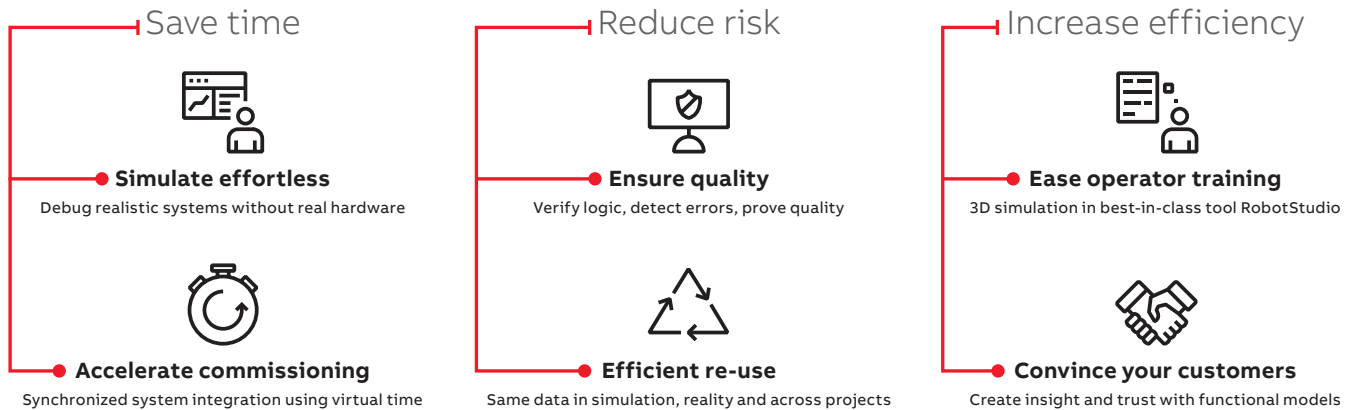 Save time
Simulate effortless
Debug realistic systems without real hardware
Accelerate commissioning
Synchronized system integration using virtual time
Reduce risk
Ensure quality
Verify logic, detect errors, prove quality
Efficient re-use
Same data in simulation, reality and across projects
Increase efficiency
Ease operator training
3D simulation in best-in-class tool RobotStudio
Convince your customers
Create insight and trust with functional models